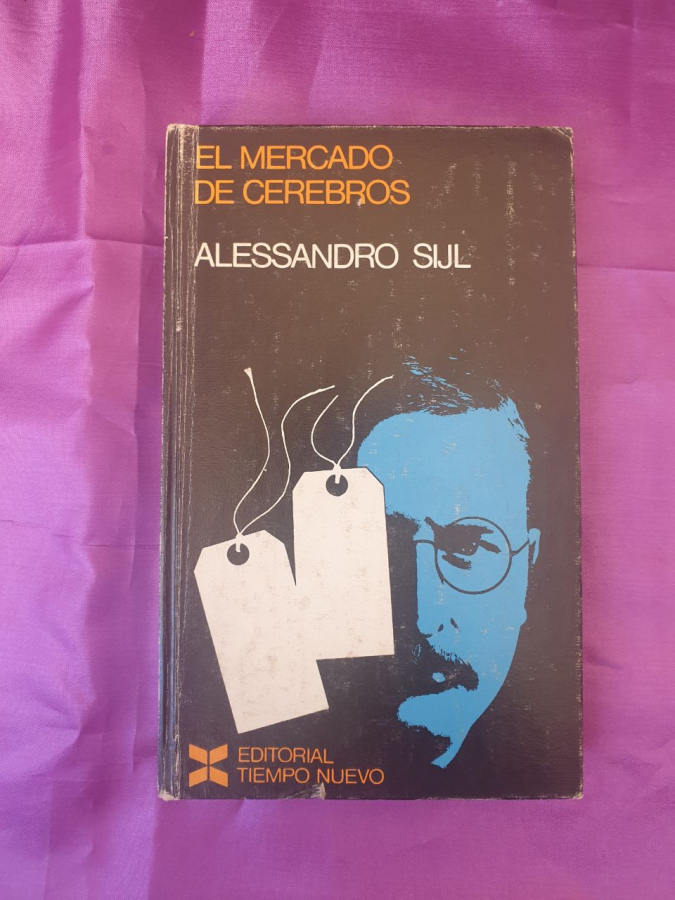 EL MERCADO
DE CEREBROS
ALESSANDRO SIJL
EDITORIAL
TIEMPO NUEVO